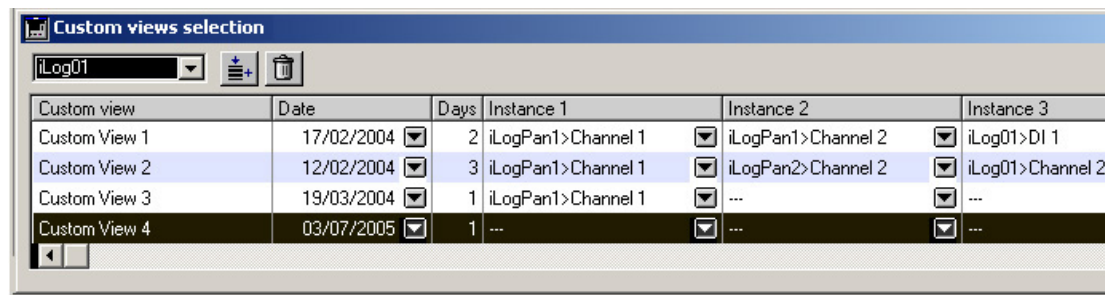 Custom views selection
iLog01
Custom view Date Days Instance 1 Instance 2 Instance 3
Custom View 1 17/02/2004 2 iLogPan1>Channel 1 iLogPan1>Channel 2 iLog01>DI 1
Custom View 2 12/02/2004 3 iLogPan1>Channel 1 iLogPan2>Channel 2 iLog01>Channel 2
Custom View 3 19/03/2004 1 iLogPan1>Channel 1 --- ---
Custom View 4 03/07/2005 1 --- --- ---